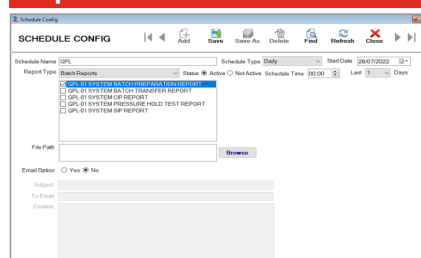 Schedule Config
SCHEDULE CONFIG
Add Save Save As Delete Find Refresh Close
Schedule Name GPL Schedule Type Daily Start Date 26/07/2022
Report Type Batch Reports Status Active Not Active Schedule Time 00:00 Last 1 Days
GPL-01 SYSTEM BATCH PREPARATION REPORT
GPL-01 SYSTEM BATCH TRANSFER REPORT
GPL-01 SYSTEM CIP REPORT
GPL-01 SYSTEM PRESSURE HOLD TEST REPORT
GPL-01 SYSTEM SIP REPORT
File Path Browse
Email Option Yes No
Subject
To Email
Content